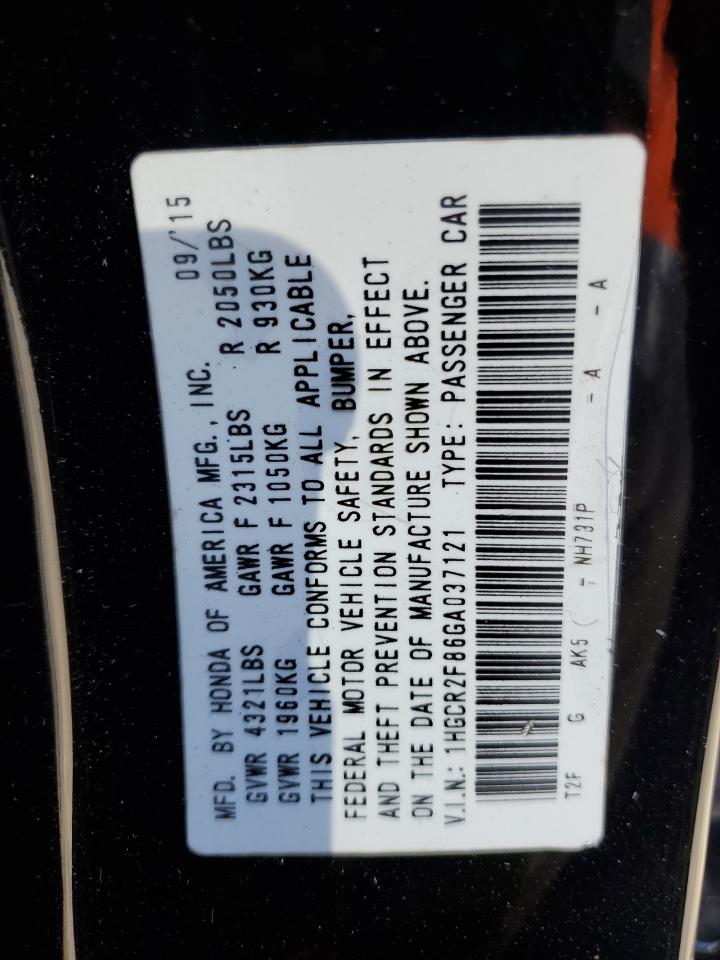 MFD. BY HONDA OF AMERICA MFG., INC. 09/'15
GVWR 4321LBS GAWR F 2315LBS R 2050LBS
GVWR 1960KG GAWR F 1050KG R 930KG
THIS VEHICLE CONFORMS TO ALL APPLICABLE
FEDERAL MOTOR VEHICLE SAFETY, BUMPER,
AND THEFT PREVENTION STANDARDS IN EFFECT
ON THE DATE OF MANUFACTURE SHOWN ABOVE.
V.I.N.: 1HGCR2F86GA037121 TYPE: PASSENGER CAR
T2F G AK5 - NH731P - A - A